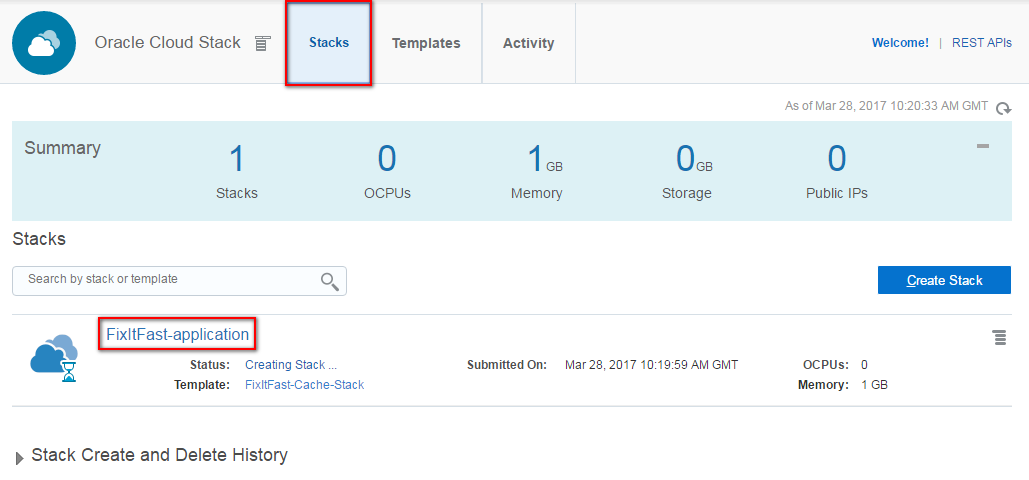 Oracle Cloud Stack
Stacks
Templates
Activity
Welcome! | REST APIs
As of Mar 28, 2017 10:20:33 AM GMT
Summary
1
Stacks
0
OCPUs
1 GB
Memory
0 GB
Storage
0
Public IPs
Stacks
Search by stack or template
Create Stack
FixItFast-application
Status: Creating Stack ...
Submitted On: Mar 28, 2017 10:19:59 AM GMT
OCPUs: 0
Template: FixItFast-Cache-Stack
Memory: 1 GB
Stack Create and Delete History